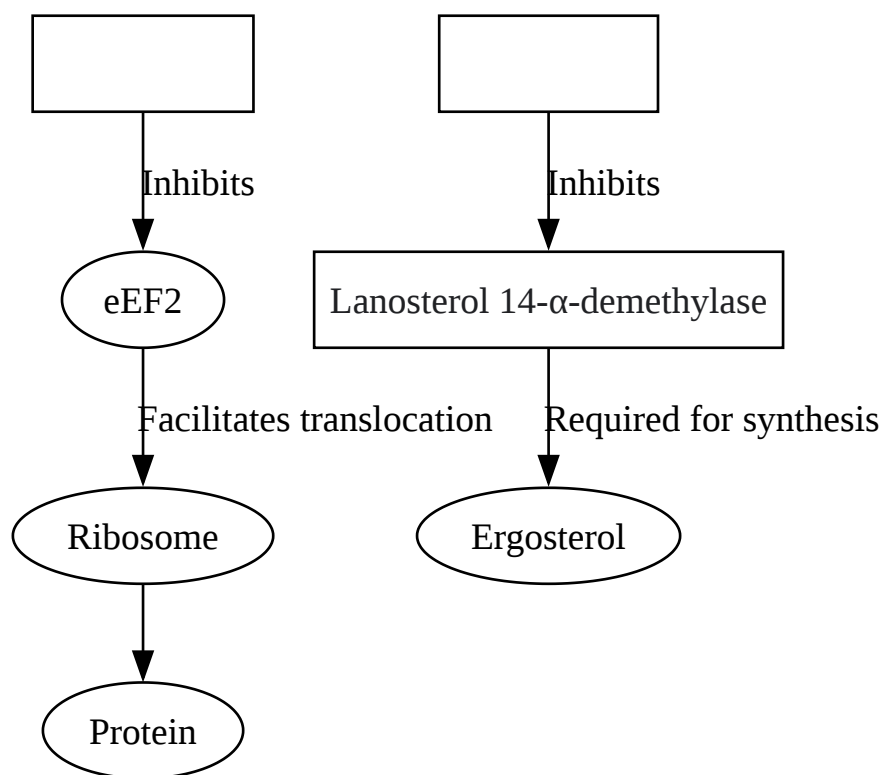 Inhibits
Inhibits
eEF2
Lanosterol 14-α-demethylase
Facilitates translocation
Required for synthesis
Ribosome
Ergosterol
Protein